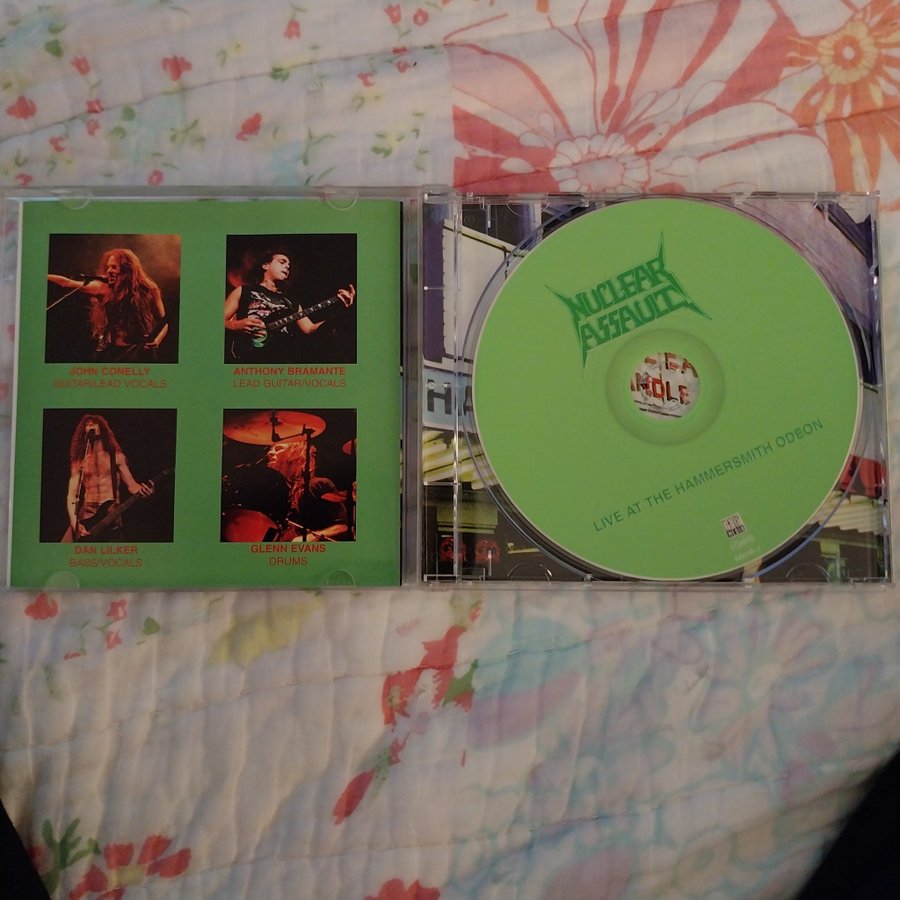 JOHN CONELLY
GUITAR/LEAD VOCALS
ANTHONY BRAMANTE
LEAD GUITAR/VOCALS
DAN LILKER
BASS/VOCALS
GLENN EVANS
DRUMS
NUCLEAR
ASSAULT
LIVE AT THE HAMMERSMITH ODEON
HA